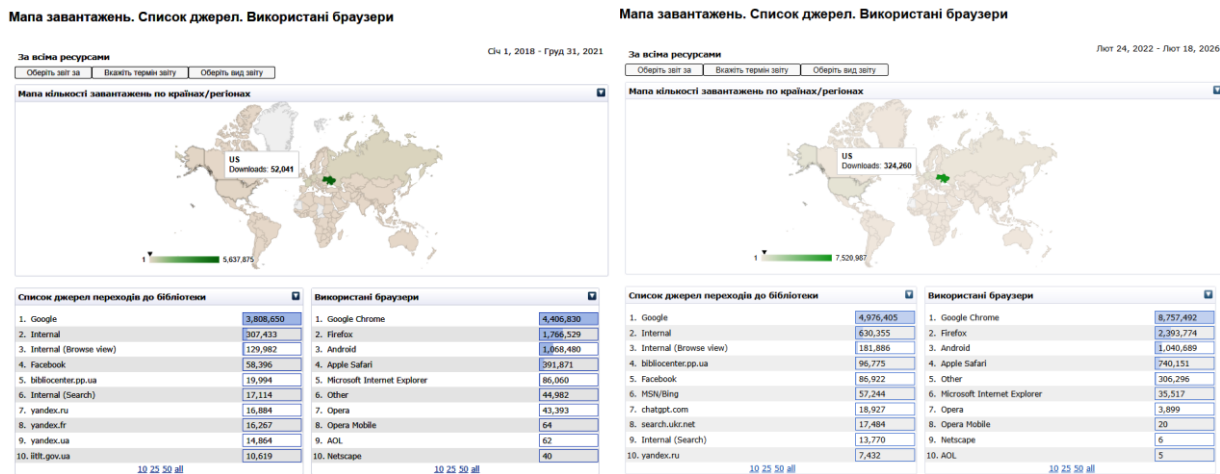 Мапа завантажень. Список джерел. Використані браузери
За всіма ресурсами
Січ 1, 2018 - Груд 31, 2021
Оберіть звіт за Вкажіть термін звіту Оберіть вид звіту
Мапа кількості завантажень по країнах/регіонах
US
Downloads: 52,041
1 5,637,875
Список джерел переходів до бібліотеки
1. Google 3,808,650
2. Internal 307,433
3. Internal (Browse view) 129,982
4. Facebook 58,396
5. bibliocenter.pp.ua 19,994
6. Internal (Search) 17,114
7. yandex.ru 16,884
8. yandex.fr 16,267
9. yandex.ua 14,864
10. iitlt.gov.ua 10,619
10 25 50 all
Використані браузери
1. Google Chrome 4,406,830
2. Firefox 1,766,529
3. Android 1,068,480
4. Apple Safari 391,871
5. Microsoft Internet Explorer 86,060
6. Other 44,982
7. Opera 43,393
8. Opera Mobile 64
9. AOL 62
10. Netscape 40
10 25 50 all
Мапа завантажень. Список джерел. Використані браузери
За всіма ресурсами
Лют 24, 2022 - Лют 18, 2026
Оберіть звіт за Вкажіть термін звіту Оберіть вид звіту
Мапа кількості завантажень по країнах/регіонах
US
Downloads: 324,260
1 7,520,987
Список джерел переходів до бібліотеки
1. Google 4,976,405
2. Internal 630,355
3. Internal (Browse view) 181,886
4. bibliocenter.pp.ua 96,775
5. Facebook 86,922
6. MSN/Bing 57,244
7. chatgpt.com 18,927
8. search.ukr.net 17,484
9. Internal (Search) 13,770
10. yandex.ru 7,432
10 25 50 all
Використані браузери
1. Google Chrome 8,757,492
2. Firefox 2,393,774
3. Android 1,040,689
4. Apple Safari 740,151
5. Other 306,296
6. Microsoft Internet Explorer 35,517
7. Opera 3,899
8. Opera Mobile 20
9. Netscape 6
10. AOL 5
10 25 50 all